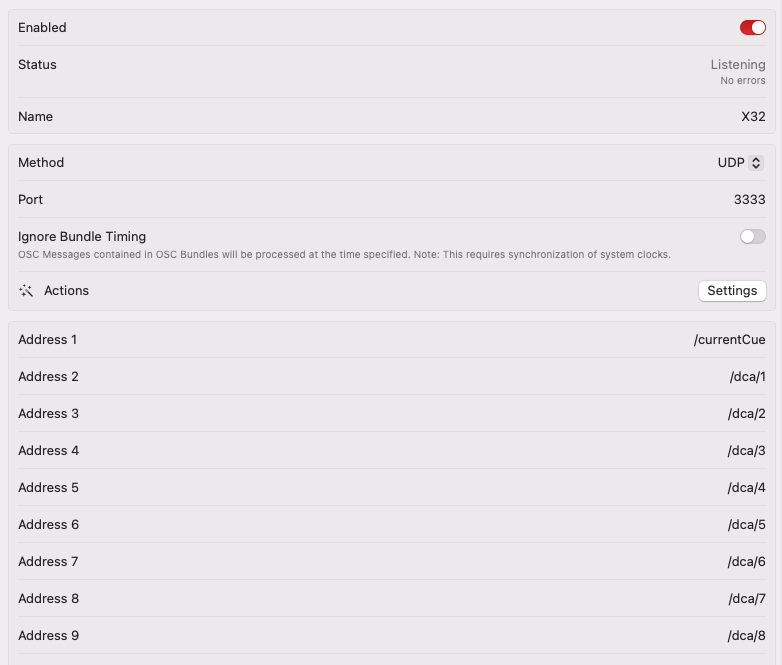 Enabled
Status
Listening
No errors
Name
X32
Method
UDP
Port
3333
Ignore Bundle Timing
OSC Messages contained in OSC Bundles will be processed at the time specified. Note: This requires synchronization of system clocks.
Actions
Settings
Address 1
/currentCue
Address 2
/dca/1
Address 3
/dca/2
Address 4
/dca/3
Address 5
/dca/4
Address 6
/dca/5
Address 7
/dca/6
Address 8
/dca/7
Address 9
/dca/8